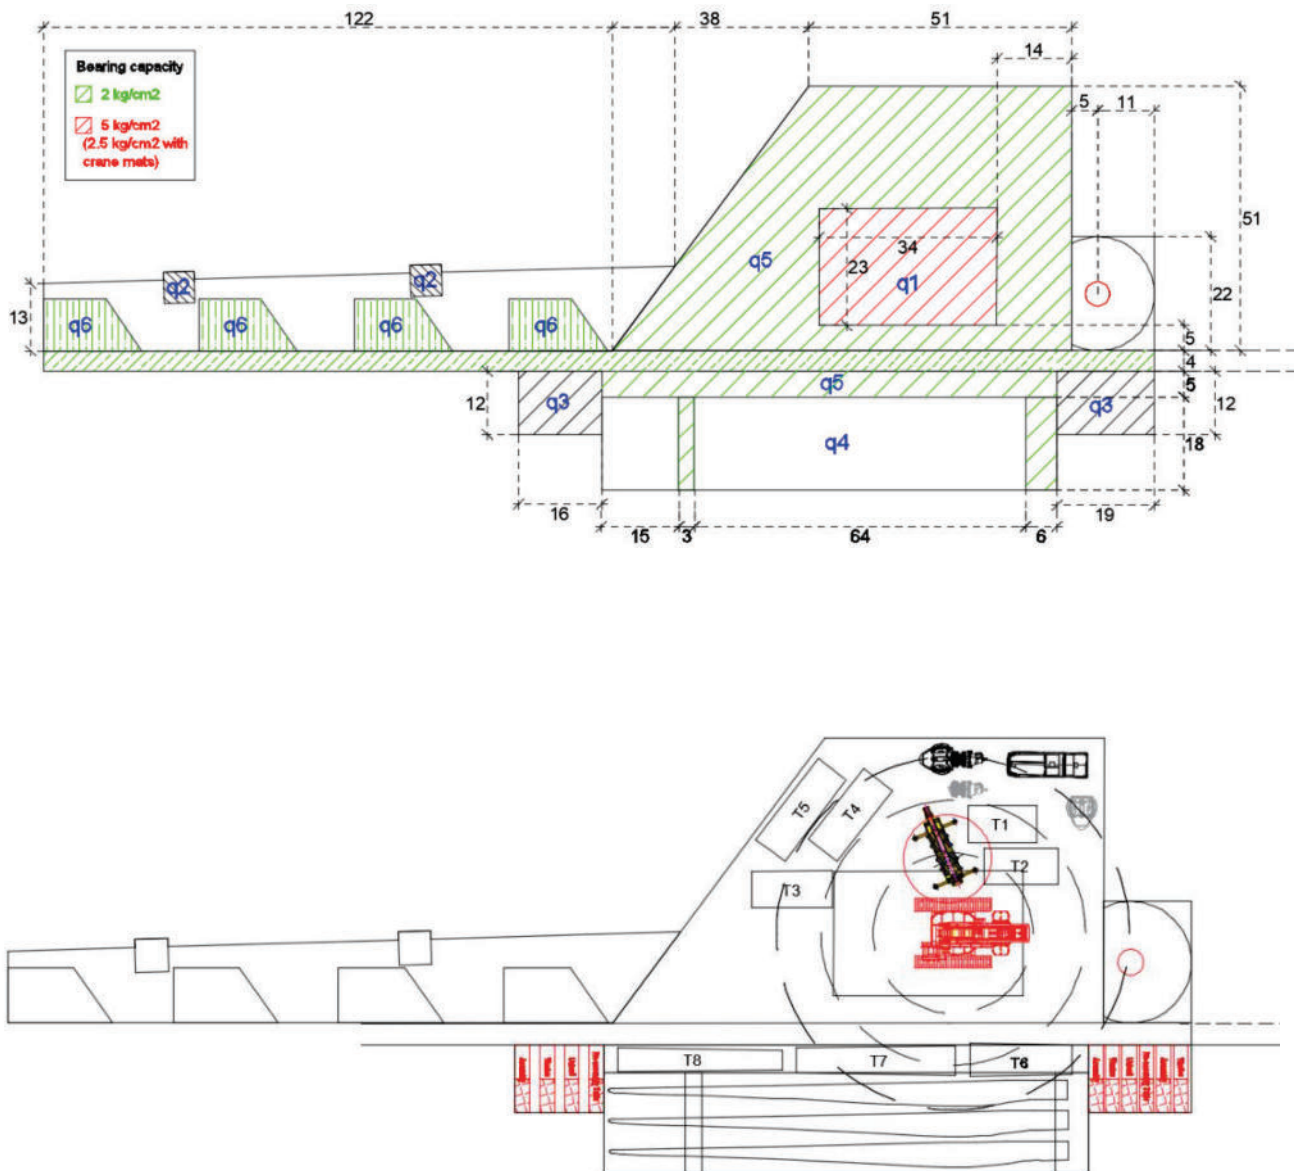 122
38
51
14
Bearing capacity
2 kg/cm2
5 kg/cm2
(2.5 kg/cm2 with
crane mats)
5
11
51
q5
34
23
q1
22
q2
q2
13
q6
q6
q6
q6
5
4
5
q5
12
q3
q3
12
q4
18
16
15
3
64
6
19
T5
T4
T1
T2
T3
T8
T7
T6